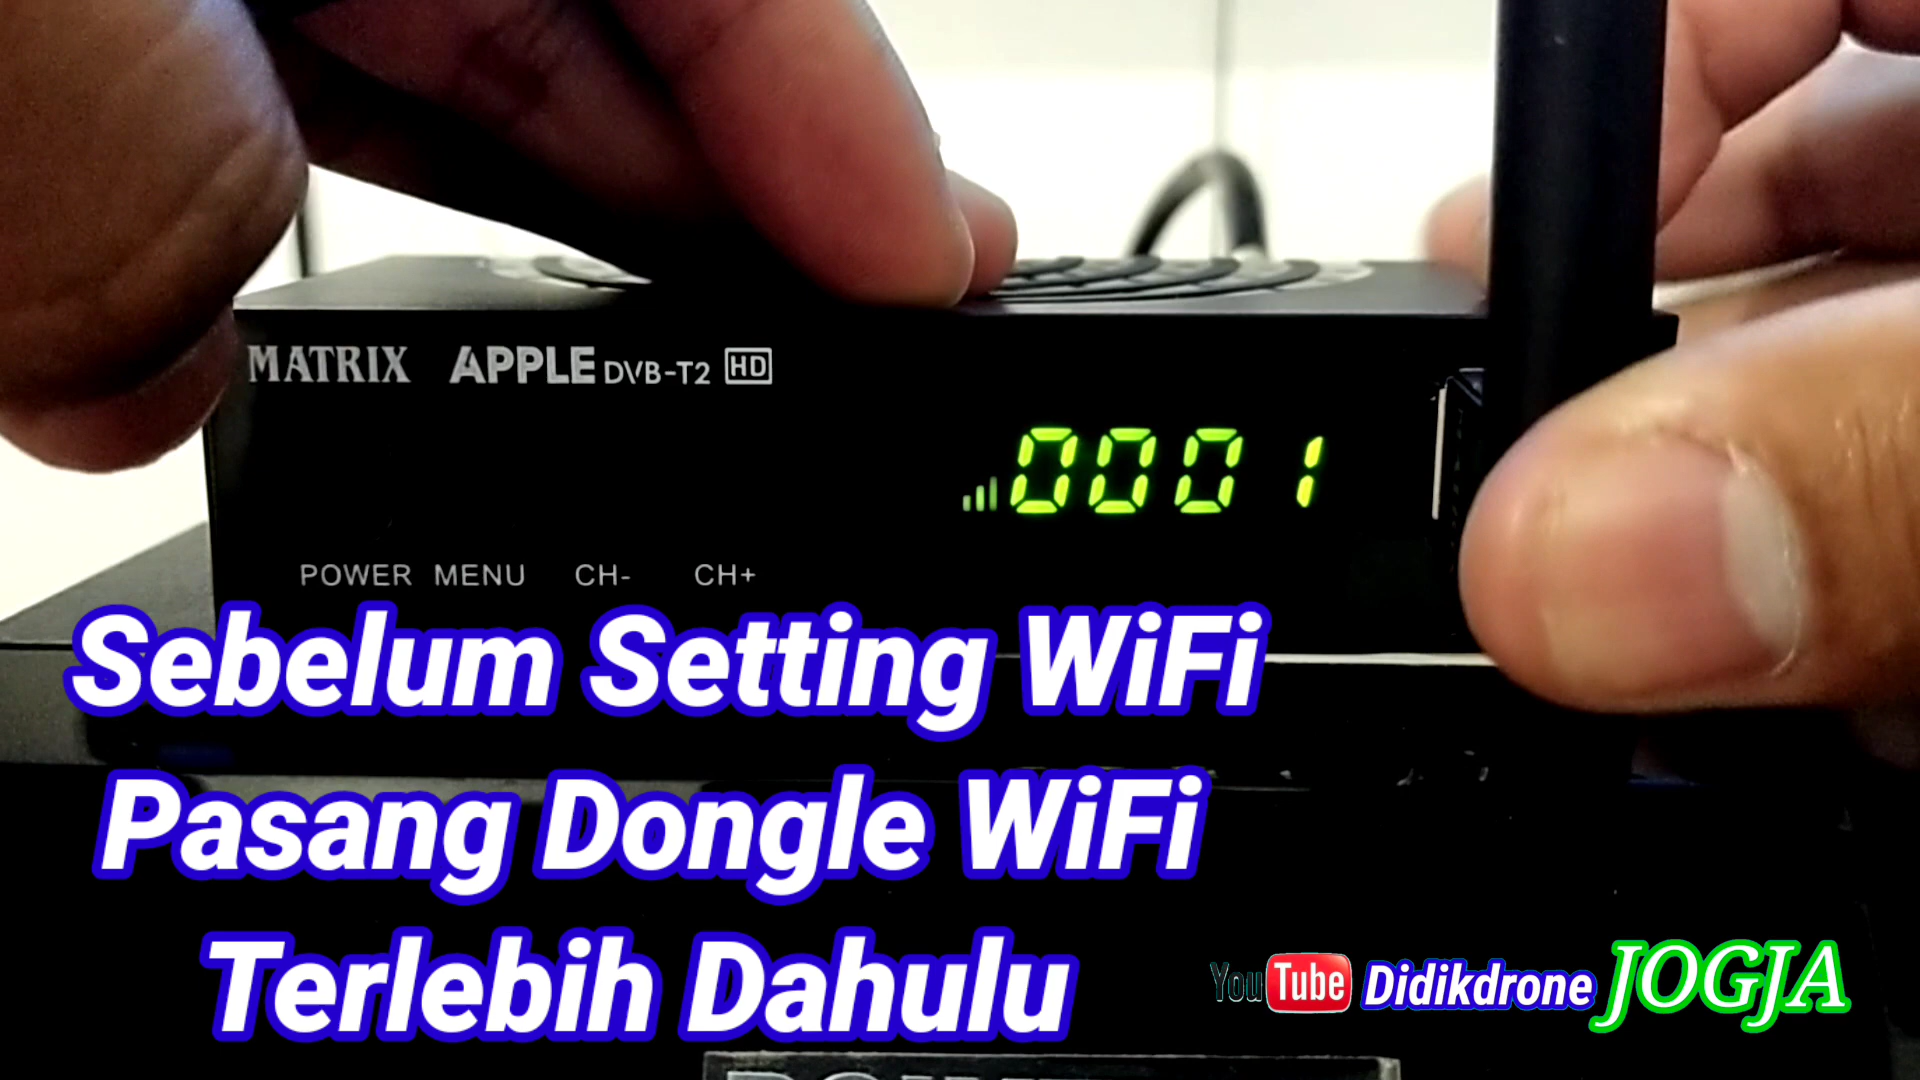 MATRIX APPLE DVB-T2 HD
0001
POWER MENU CH- CH+
Sebelum Setting WiFi
Pasang Dongle WiFi
Terlebih Dahulu
YouTube Didikdrone JOGJA